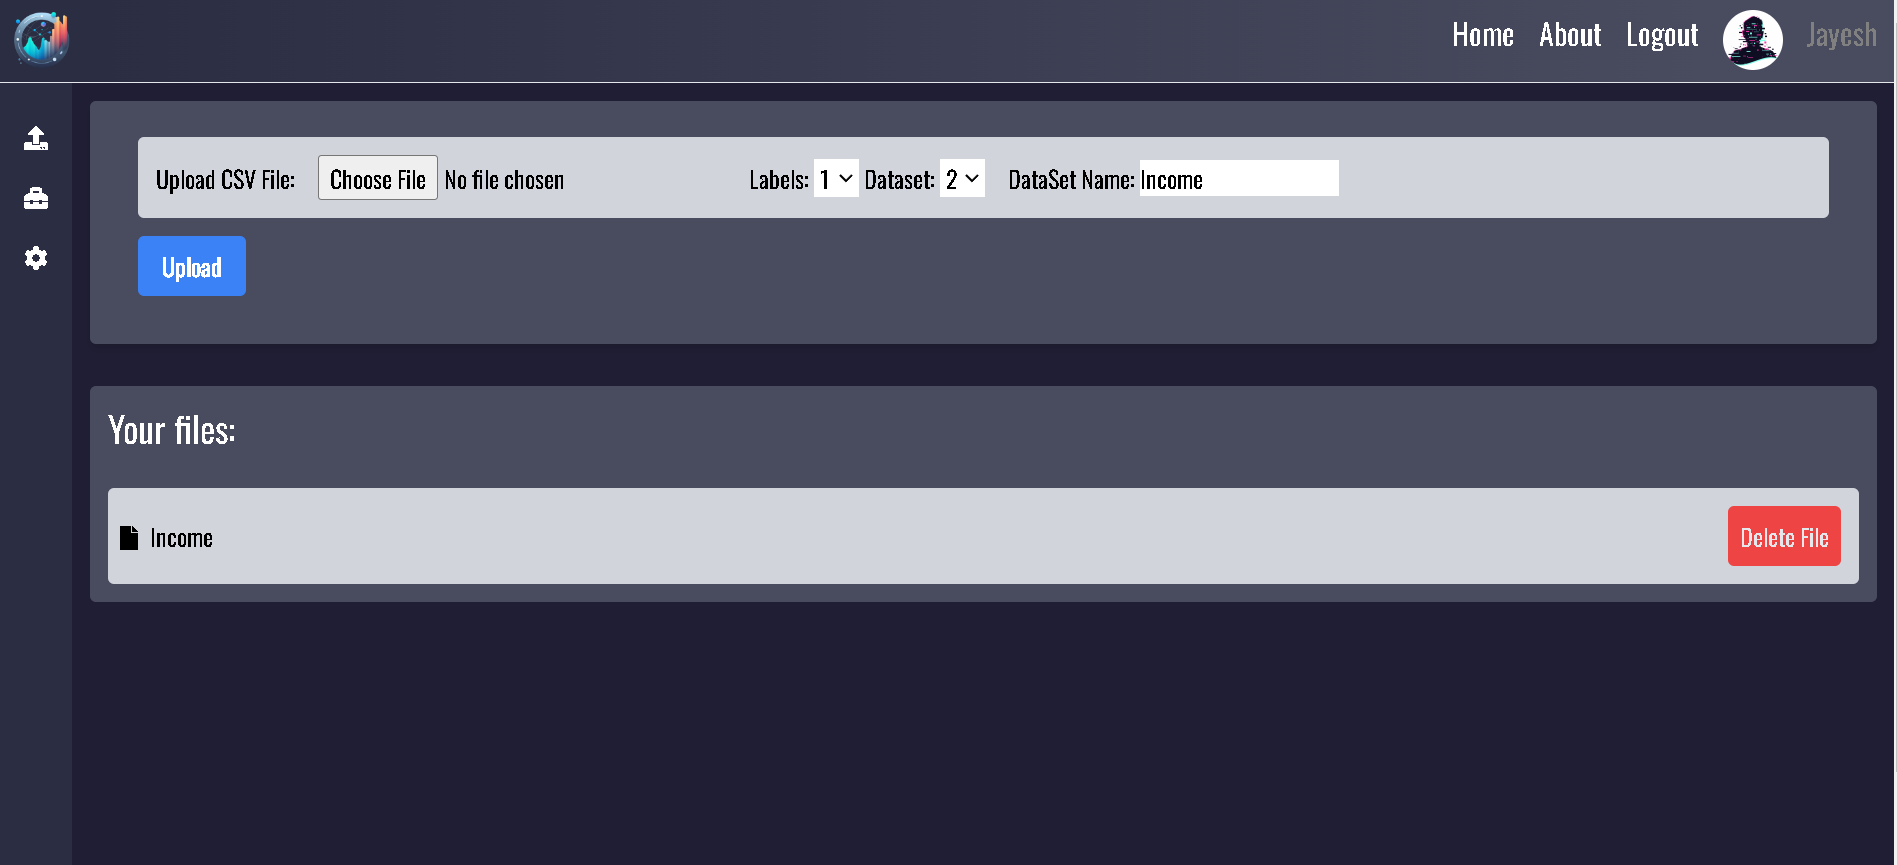 Home About Logout Jayesh
Upload CSV File: Choose File No file chosen Labels: 1 Dataset: 2 DataSet Name: Income
Upload
Your files:
Income Delete File